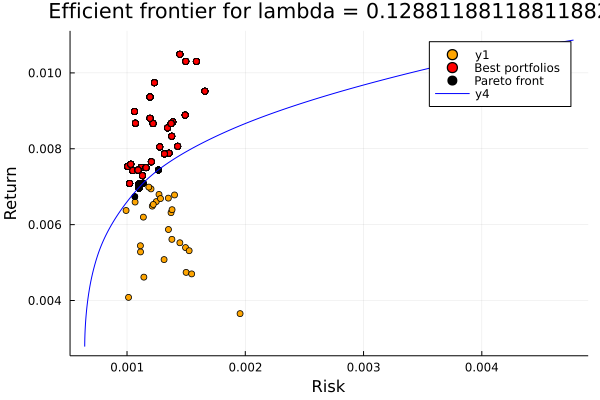 Efficient frontier for lambda = 0.1288118811881188
y1
Best portfolios
Pareto front
y4
0.010
0.008
0.006
0.004
Return
0.001
0.002
0.003
0.004
Risk